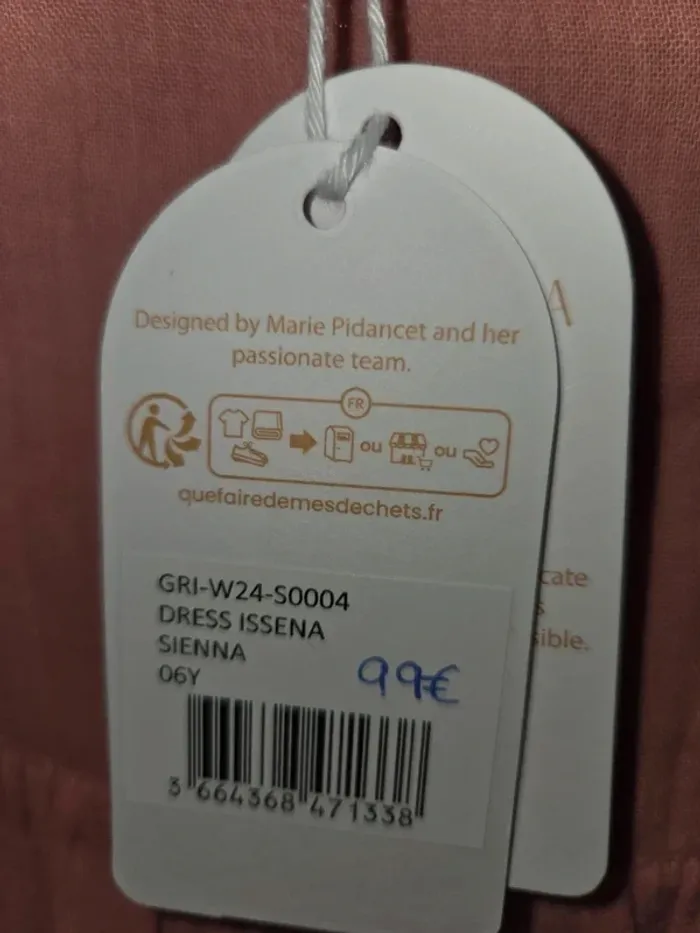 Designed by Marie Pidancet and her
passionate team.
FR
ou
ou
quefairedemesdechets.fr
GRI-W24-S0004
DRESS ISSENA
SIENNA
06Y
99€
3 664368 471338
A
cate
s
sible.